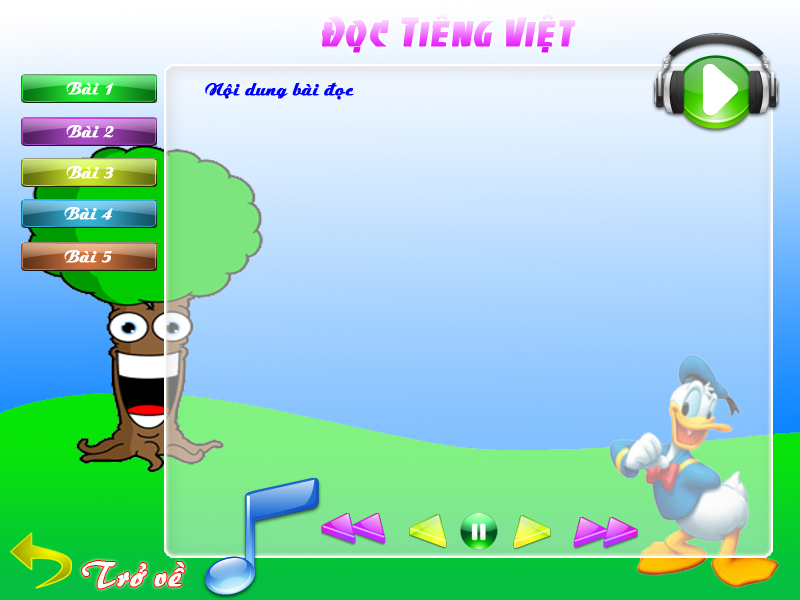 ĐỌC TIẾNG VIỆT
Bài 1
Nội dung bài đọc
Bài 2
Bài 3
Bài 4
Bài 5
Trở về